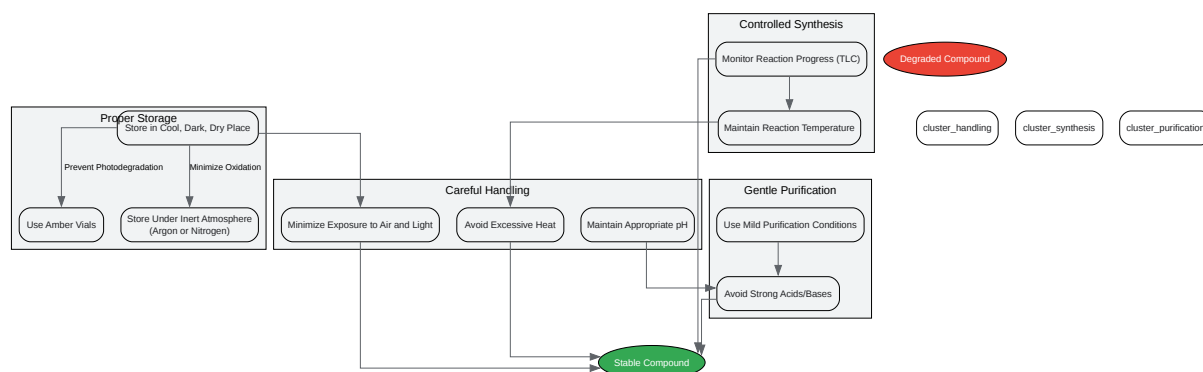 Controlled Synthesis
Monitor Reaction Progress (TLC)
Degraded Compound
Proper Storage
Store in Cool, Dark, Dry Place
Maintain Reaction Temperature
cluster_handling
cluster_synthesis
cluster_purification
Prevent Photodegradation
Minimize Oxidation
Careful Handling
Gentle Purification
Use Amber Vials
Store Under Inert Atmosphere
(Argon or Nitrogen)
Minimize Exposure to Air and Light
Avoid Excessive Heat
Maintain Appropriate pH
Use Mild Purification Conditions
Avoid Strong Acids/Bases
Stable Compound